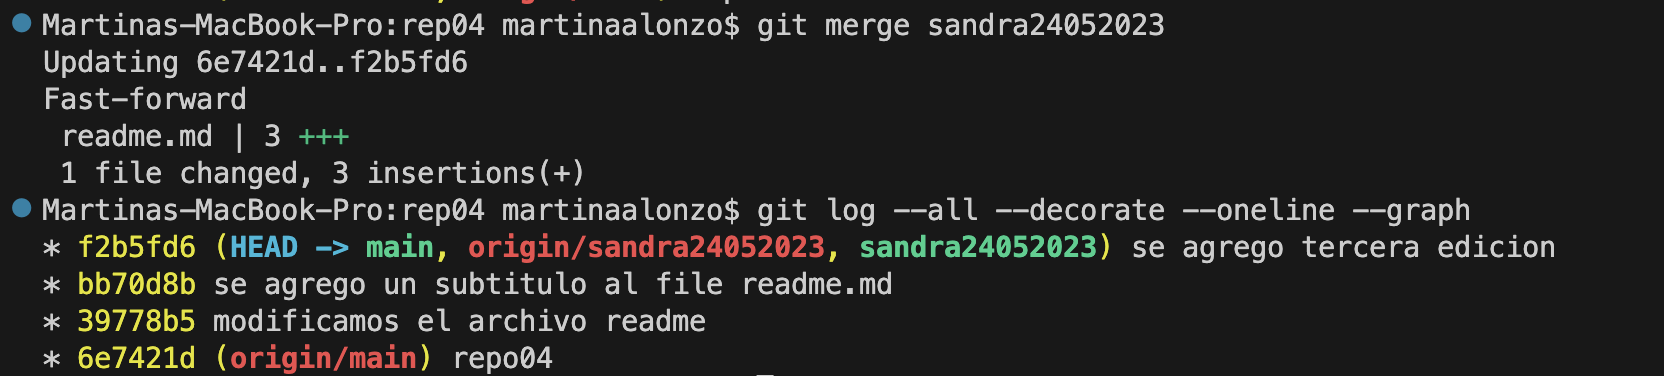 Martinas-MacBook-Pro:rep04 martinaalonzo$ git merge sandra24052023
Updating 6e7421d..f2b5fd6
Fast-forward
 readme.md | 3 +++
 1 file changed, 3 insertions(+)
Martinas-MacBook-Pro:rep04 martinaalonzo$ git log --all --decorate --oneline --graph
* f2b5fd6 (HEAD -> main, origin/sandra24052023, sandra24052023) se agrego tercera edicion
* bb70d8b se agrego un subtitulo al file readme.md
* 39778b5 modificamos el archivo readme
* 6e7421d (origin/main) repo04